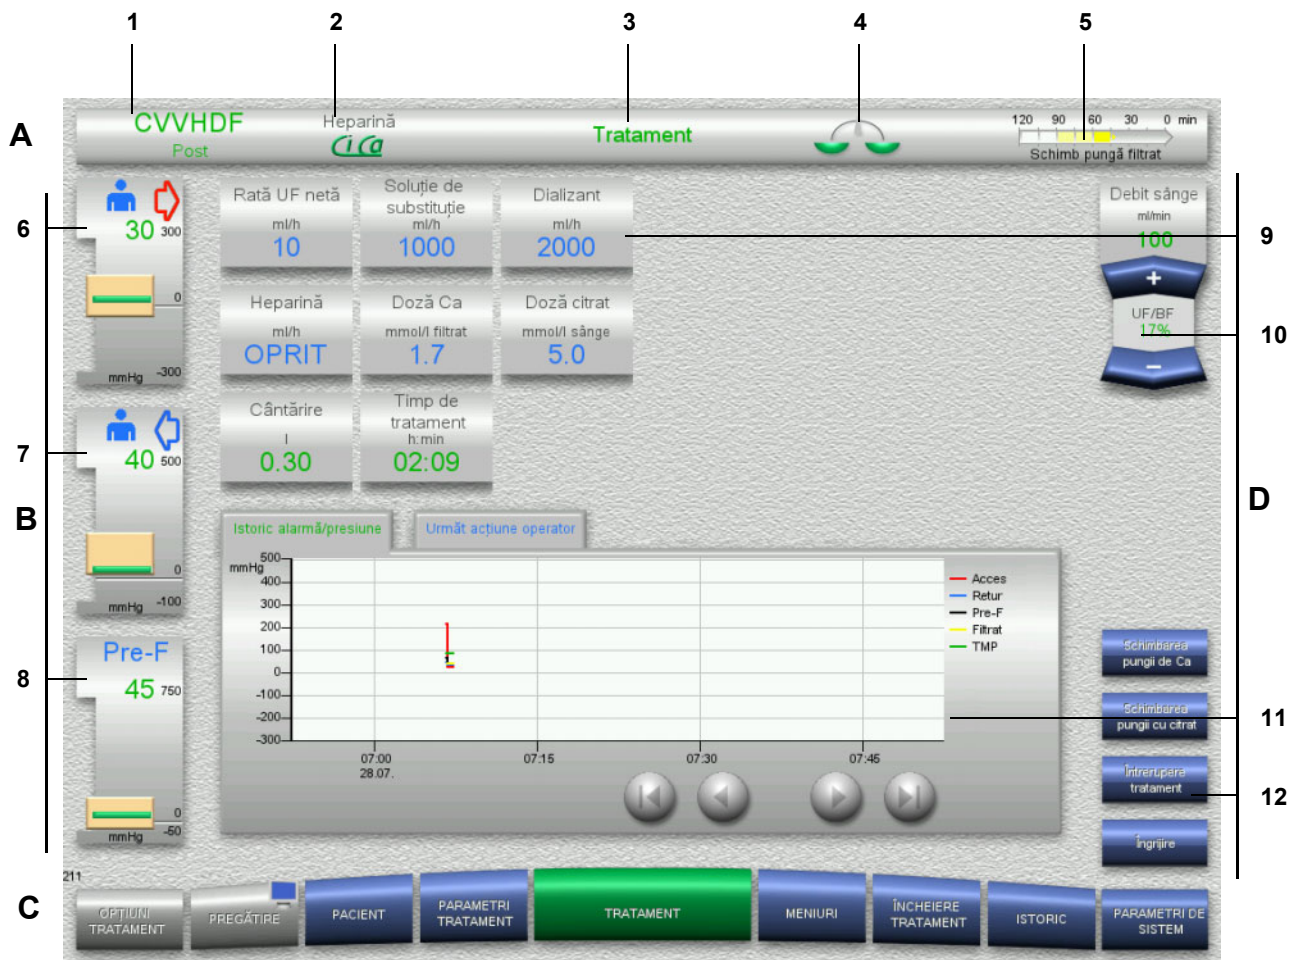 1 2 3 4 5
A
CVVHDF
Post
Heparină
CiCa
Tratament
120 90 60 30 0 min
Schimb pungă filtrat
6
30 300
0
mmHg -300
7
40 500
0
mmHg -100
B
8
Pre-F
45 750
0
mmHg -50
Rată UF netă
ml/h
10
Soluție de
substituție
ml/h
1000
Dializant
ml/h
2000
Heparină
ml/h
OPRIT
Doză Ca
mmol/l filtrat
1.7
Doză citrat
mmol/l sânge
5.0
Cântărire
l
0.30
Timp de
tratament
h:min
02:09
Debit sânge
ml/min
100
+
UF/BF
17%
–
9
10
D
11
12
Istoric alarmă/presiune
Următ acțiune operator
mmHg
500
400
300
200
100
0
-100
-200
-300
07:00 07:15 07:30 07:45
28.07.
Acces
Retur
Pre-F
Filtrat
TMP
Schimbarea
pungii de Ca
Schimbarea
pungii cu citrat
Întrerupere
tratament
Îngrijire
211
C
OPȚIUNI
TRATAMENT
PREGĂTIRE
PACIENT
PARAMETRI
TRATAMENT
TRATAMENT
MENIURI
ÎNCHEIERE
TRATAMENT
ISTORIC
PARAMETRI DE
SISTEM